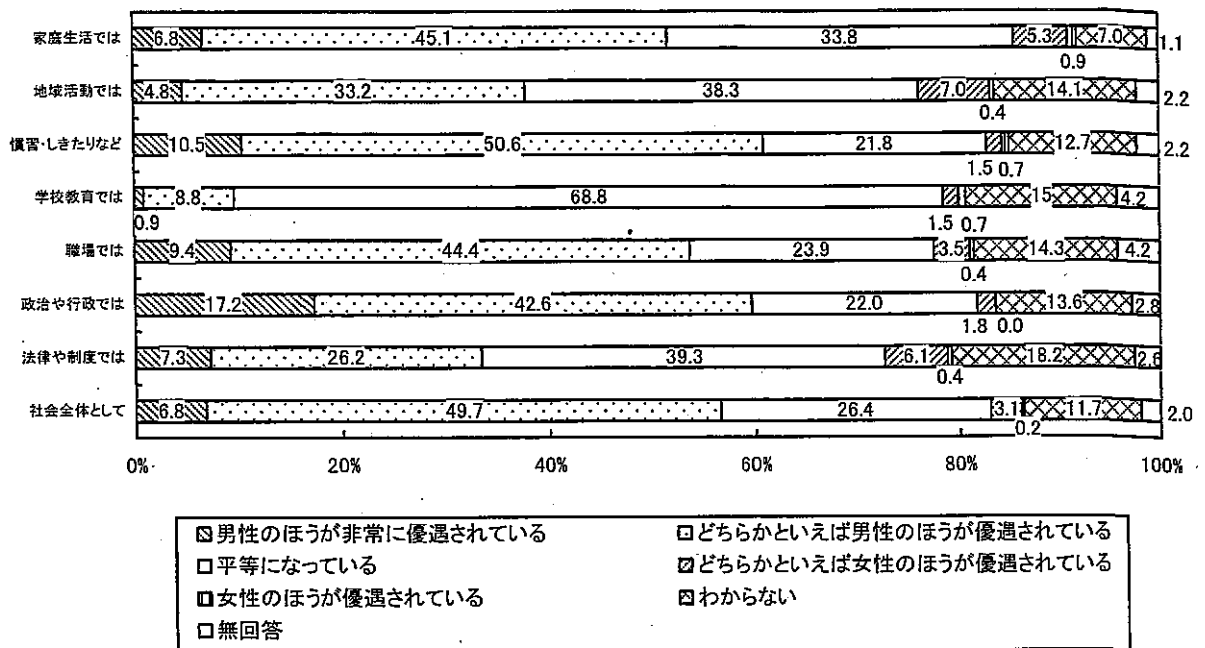 家庭生活では 6.8 45.1 33.8 5.3 7.0 1.1
0.9
地域活動では 4.8 33.2 38.3 7.0 14.1 2.2
0.4
慣習・しきたりなど 10.5 50.6 21.8 12.7 2.2
1.5 0.7
学校教育では 8.8 68.8 15 4.2
0.9 1.5 0.7
職場では 9.4 44.4 23.9 3.5 14.3 4.2
0.4
政治や行政では 17.2 42.6 22.0 13.6 2.8
1.8 0.0
法律や制度では 7.3 26.2 39.3 6.1 18.2 2.6
0.4
社会全体として 6.8 49.7 26.4 3.1 11.7 2.0
0.2
0% 20% 40% 60% 80% 100%
男性のほうが非常に優遇されている どちらかといえば男性のほうが優遇されている
平等になっている どちらかといえば女性のほうが優遇されている
女性のほうが優遇されている わからない
無回答